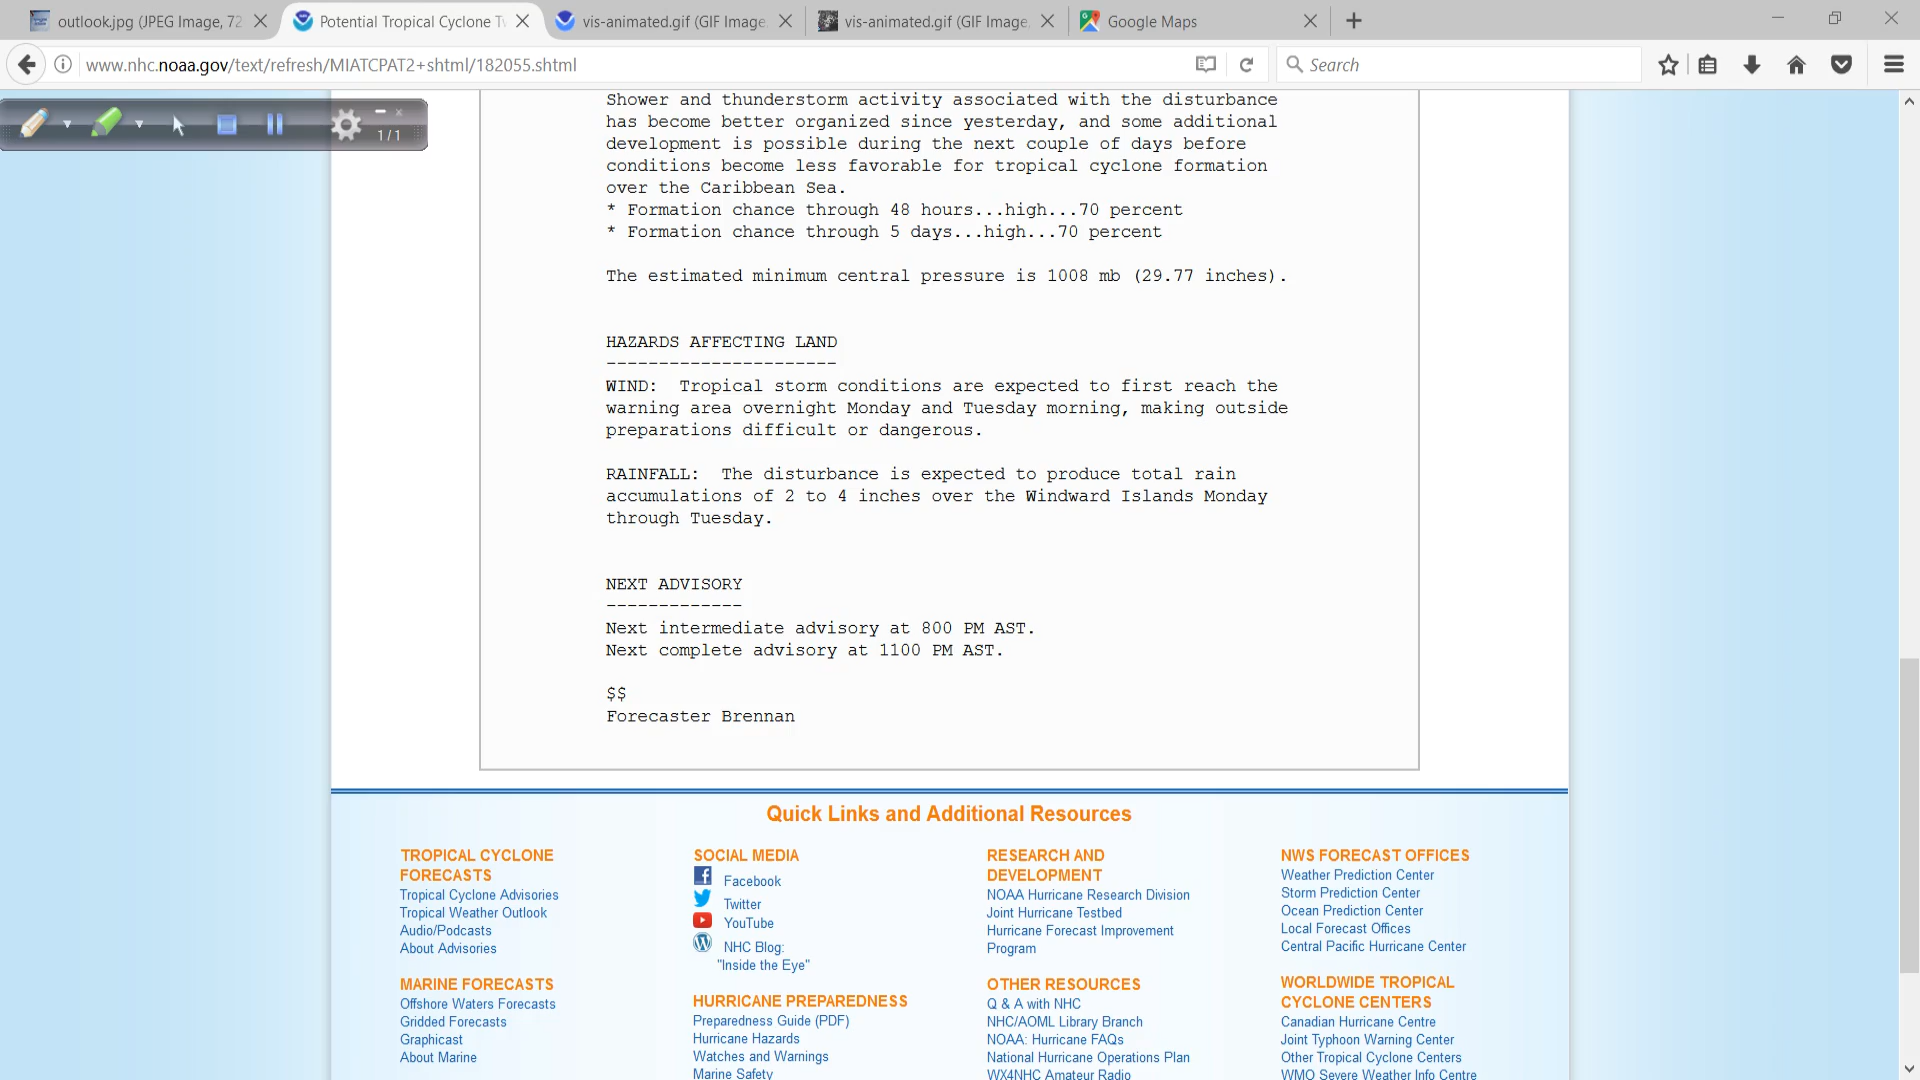 outlook.jpg (JPEG Image, 72
Potential Tropical Cyclone Tw
vis-animated.gif (GIF Image,
vis-animated.gif (GIF Image,
Google Maps
www.nhc.noaa.gov/text/refresh/MIATCPAT2+shtml/182055.shtml
Search
1/1
Shower and thunderstorm activity associated with the disturbance
has become better organized since yesterday, and some additional
development is possible during the next couple of days before
conditions become less favorable for tropical cyclone formation
over the Caribbean Sea.
* Formation chance through 48 hours...high...70 percent
* Formation chance through 5 days...high...70 percent
The estimated minimum central pressure is 1008 mb (29.77 inches).
HAZARDS AFFECTING LAND
----------------------
WIND:  Tropical storm conditions are expected to first reach the
warning area overnight Monday and Tuesday morning, making outside
preparations difficult or dangerous.
RAINFALL:  The disturbance is expected to produce total rain
accumulations of 2 to 4 inches over the Windward Islands Monday
through Tuesday.
NEXT ADVISORY
-------------
Next intermediate advisory at 800 PM AST.
Next complete advisory at 1100 PM AST.
$$
Forecaster Brennan
Quick Links and Additional Resources
TROPICAL CYCLONE
FORECASTS
Tropical Cyclone Advisories
Tropical Weather Outlook
Audio/Podcasts
About Advisories
MARINE FORECASTS
Offshore Waters Forecasts
Gridded Forecasts
Graphicast
About Marine
SOCIAL MEDIA
Facebook
Twitter
YouTube
NHC Blog:
"Inside the Eye"
HURRICANE PREPAREDNESS
Preparedness Guide (PDF)
Hurricane Hazards
Watches and Warnings
Marine Safety
RESEARCH AND
DEVELOPMENT
NOAA Hurricane Research Division
Joint Hurricane Testbed
Hurricane Forecast Improvement
Program
OTHER RESOURCES
Q & A with NHC
NHC/AOML Library Branch
NOAA: Hurricane FAQs
National Hurricane Operations Plan
WX4NHC Amateur Radio
NWS FORECAST OFFICES
Weather Prediction Center
Storm Prediction Center
Ocean Prediction Center
Local Forecast Offices
Central Pacific Hurricane Center
WORLDWIDE TROPICAL
CYCLONE CENTERS
Canadian Hurricane Centre
Joint Typhoon Warning Center
Other Tropical Cyclone Centers
WMO Severe Weather Info Centre